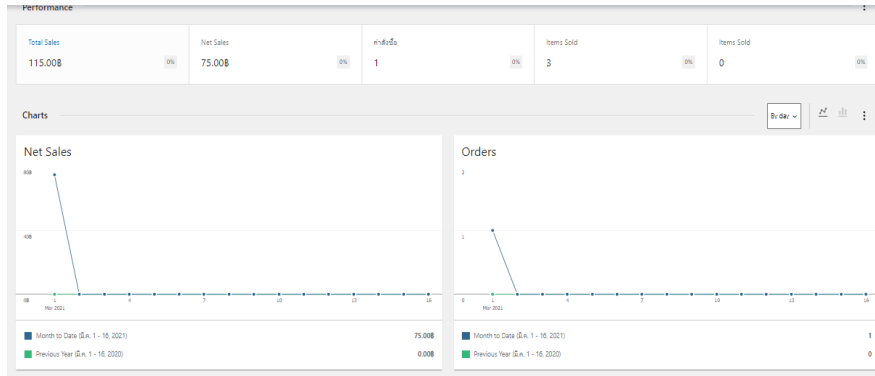 Performance
Total Sales
115.00฿
0%
Net Sales
75.00฿
0%
คำสั่งซื้อ
1
0%
Items Sold
3
0%
Items Sold
0
0%
Charts
By day
Net Sales
80฿
40฿
0฿
1 4 7 10 13 16
Mar 2021
Month to Date (มี.ค. 1 - 16, 2021) 75.00฿
Previous Year (มี.ค. 1 - 16, 2020) 0.00฿
Orders
2
1
0
1 4 7 10 13 16
Mar 2021
Month to Date (มี.ค. 1 - 16, 2021) 1
Previous Year (มี.ค. 1 - 16, 2020) 0